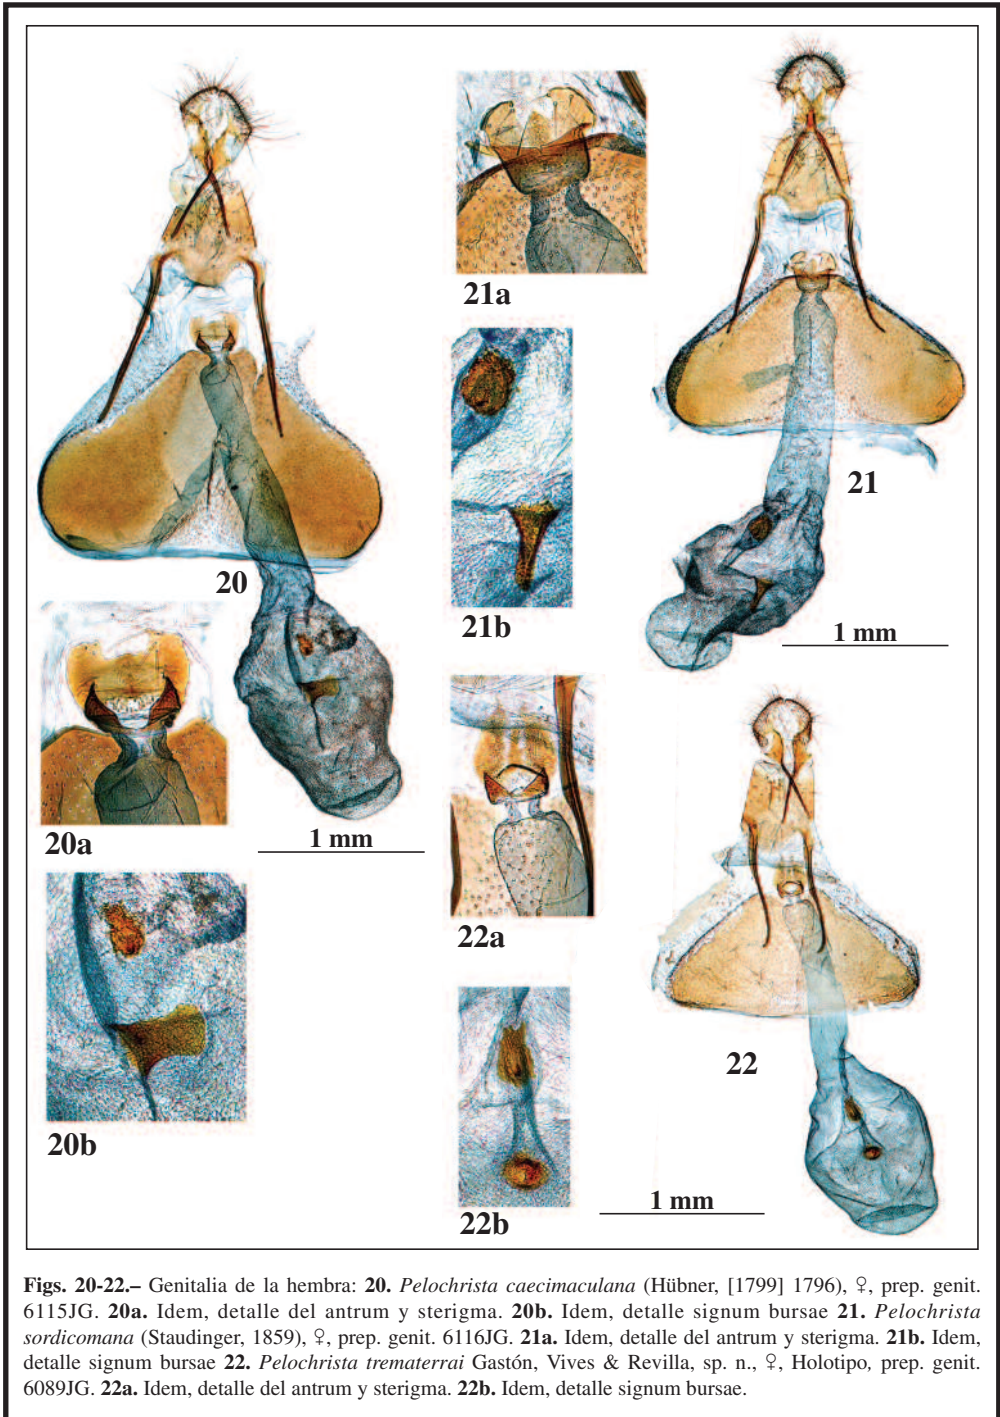 21a
21
20
21b
1 mm
20a
1 mm
22a
22
20b
22b
1 mm
Figs. 20-22.– Genitalia de la hembra: 20. Pelochrista caecimaculana (Hübner, [1799] 1796), ♀, prep. genit.
6115JG. 20a. Idem, detalle del antrum y sterigma. 20b. Idem, detalle signum bursae 21. Pelochrista
sordicomana (Staudinger, 1859), ♀, prep. genit. 6116JG. 21a. Idem, detalle del antrum y sterigma. 21b. Idem,
detalle signum bursae 22. Pelochrista trematerrai Gastón, Vives & Revilla, sp. n., ♀, Holotipo, prep. genit.
6089JG. 22a. Idem, detalle del antrum y sterigma. 22b. Idem, detalle signum bursae.